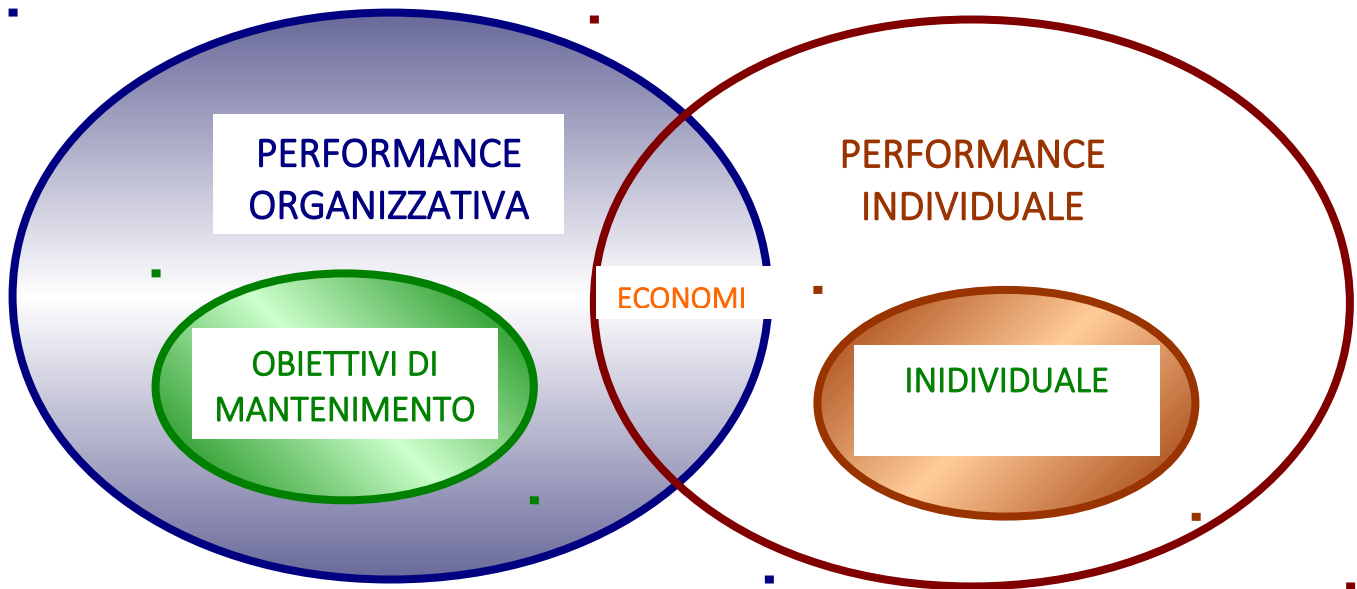 PERFORMANCE
ORGANIZZATIVA
PERFORMANCE
INDIVIDUALE
ECONOMI
OBIETTIVI DI
MANTENIMENTO
INIDIVIDUALE